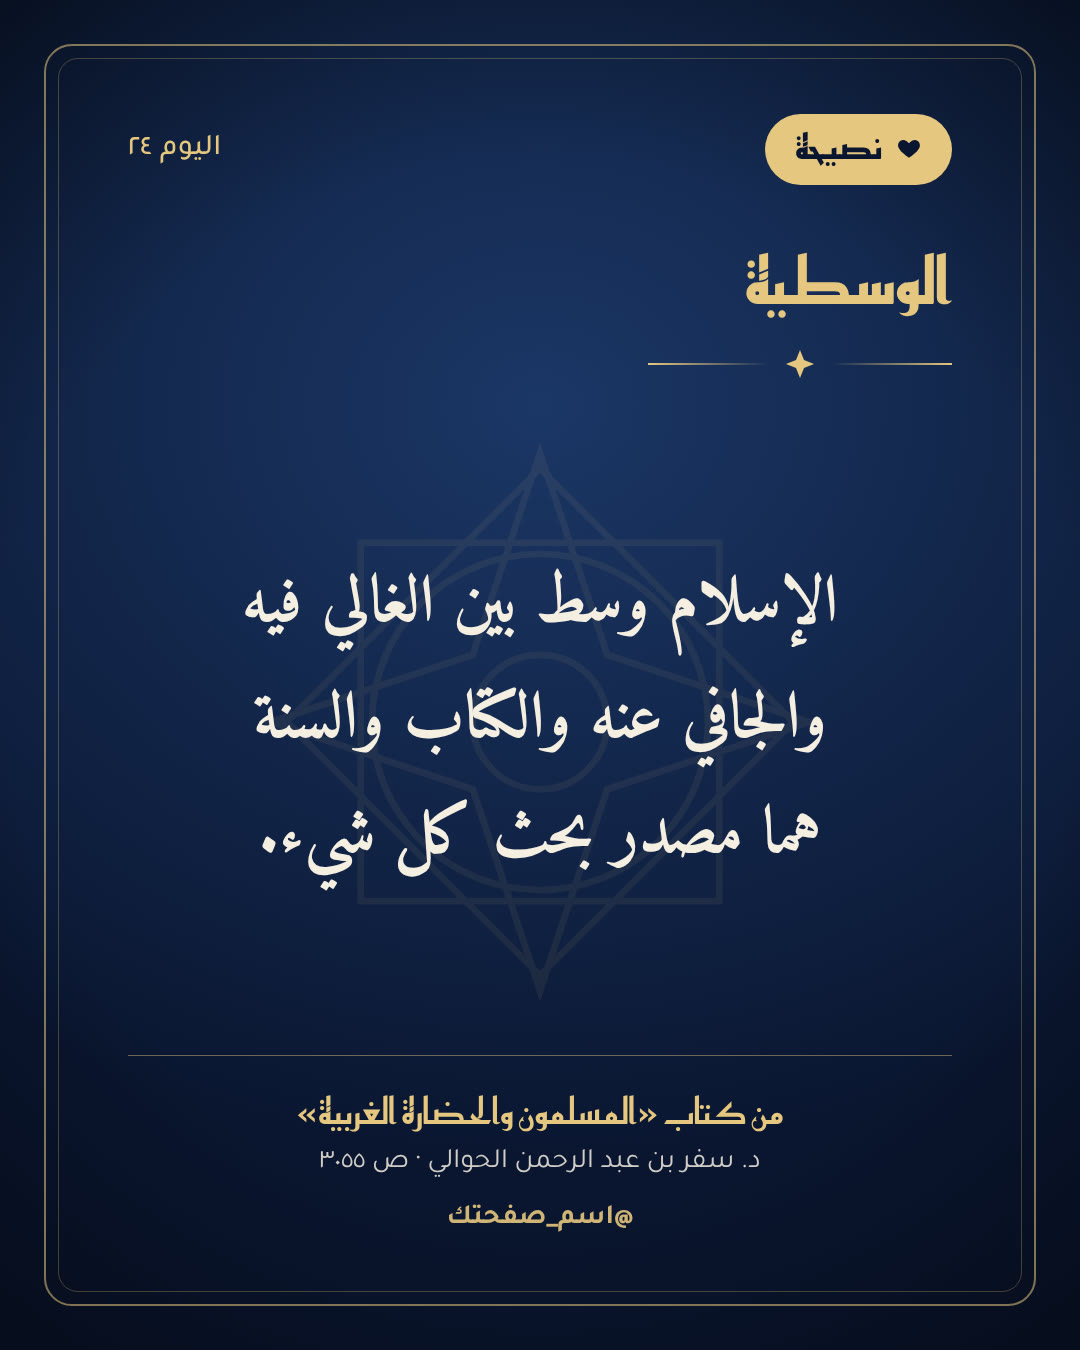 نصيحة
اليوم ٢٤
الوسطية
الإسلام وسط بين الغالي فيه
والجافي عنه والكتاب والسنة
هما مصدر بحث كل شيء.
من كتاب «المسلمون والحضارة الغربية»
د. سفر بن عبد الرحمن الحوالي · ص ٣٠٥٥
@اسم_صفحتك